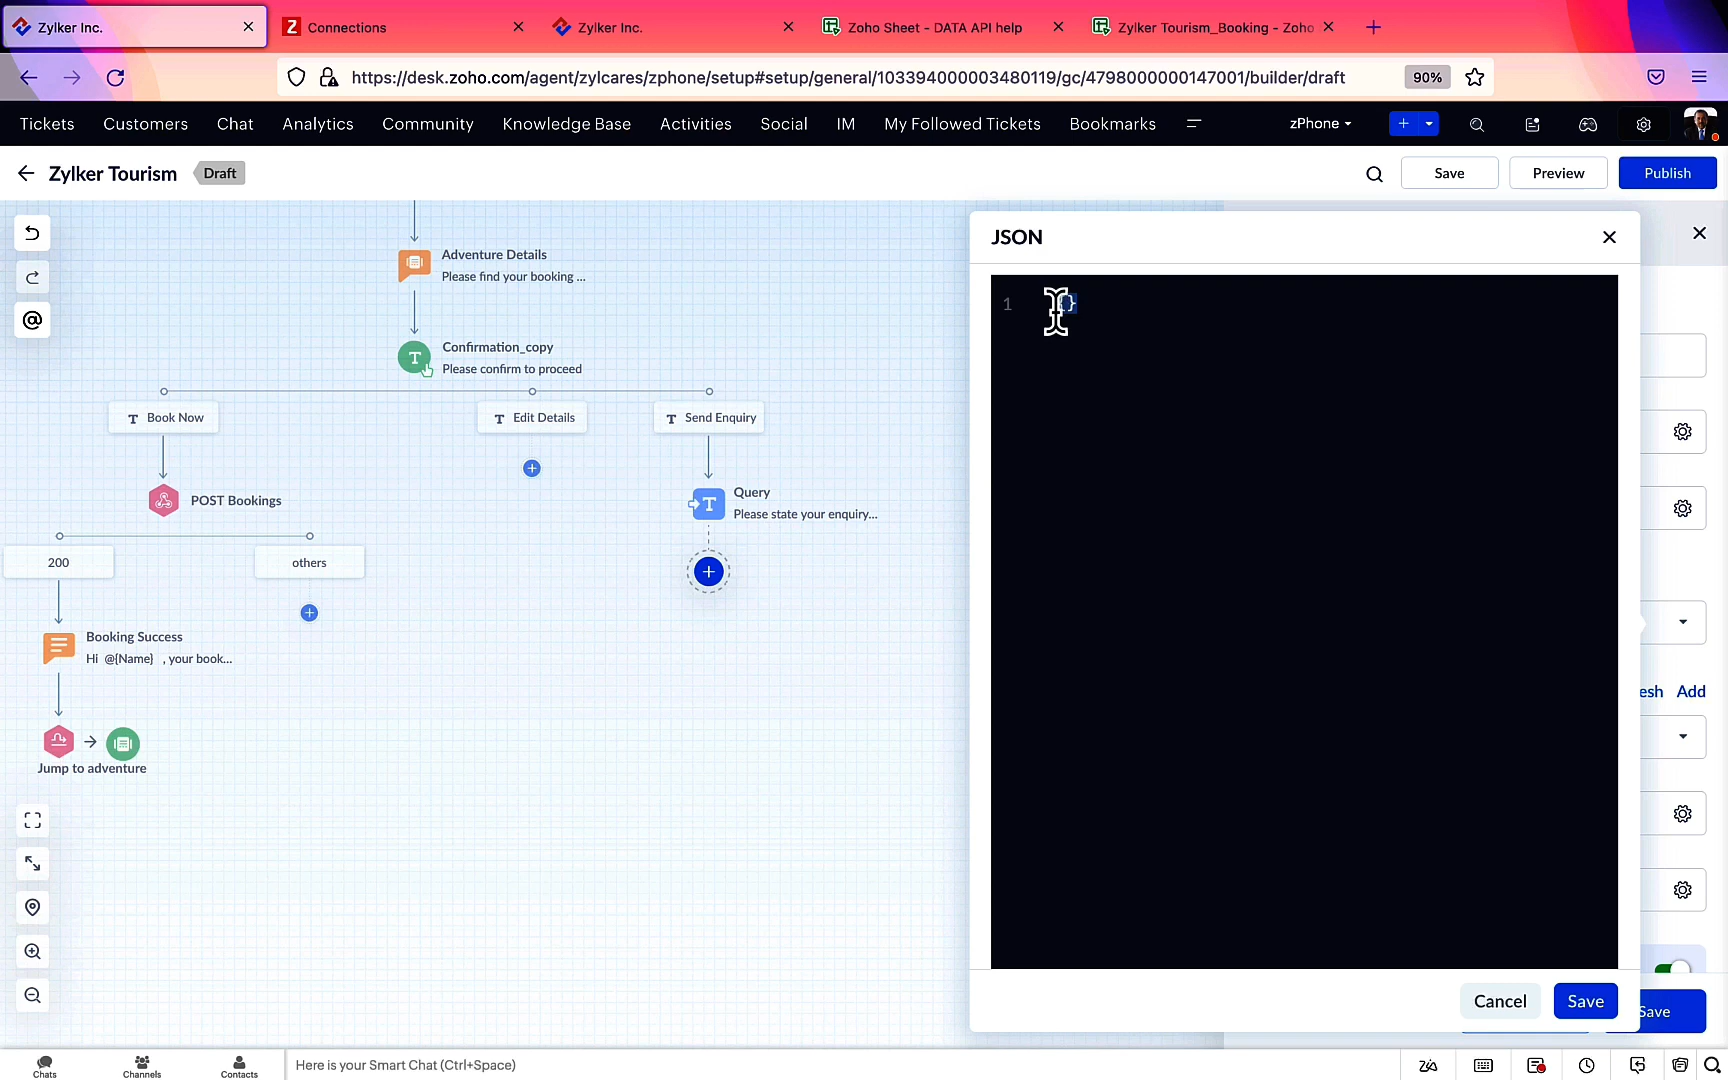 Zylker Inc.
Connections
Zylker Inc.
Zoho Sheet - DATA API help
Zylker Tourism_Booking - Zoho
https://desk.zoho.com/agent/zylcares/zphone/setup#setup/general/103394000003480119/gc/4798000000147001/builder/draft
90%
Tickets
Customers
Chat
Analytics
Community
Knowledge Base
Activities
Social
IM
My Followed Tickets
Bookmarks
zPhone
Zylker Tourism
Draft
Save
Preview
Publish
Adventure Details
Please find your booking ...
Confirmation_copy
Please confirm to proceed
T Book Now
T Edit Details
T Send Enquiry
POST Bookings
Query
Please state your enquiry...
200
others
Booking Success
Hi @{Name} , your book...
Jump to adventure
JSON
1 {}
esh
Add
Cancel
Save
Save
Chats
Channels
Contacts
Here is your Smart Chat (Ctrl+Space)